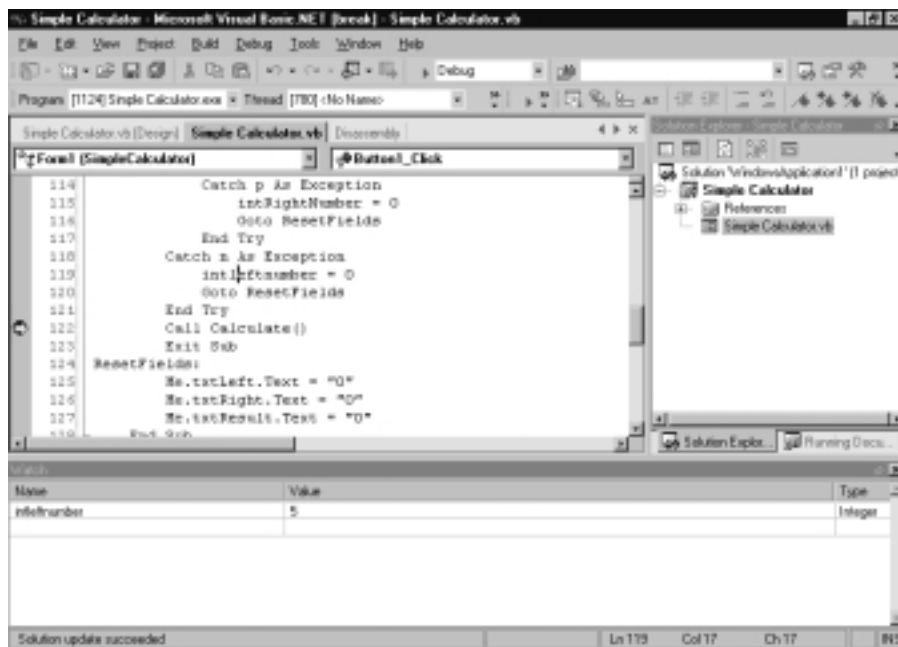 Simple Calculator - Microsoft Visual Basic.NET [break] - Simple Calculator.vb
File Edit View Project Build Debug Tools Window Help
Debug
Program [1124] Simple Calculator.exe Thread [780] <No Name>
Simple Calculator.vb [Design] Simple Calculator.vb Disassembly
Solution Explorer - Simple Calculator
Form1 (SimpleCalculator) Button1_Click
114 Catch p As Exception
115 intRightNumber = 0
116 Goto ResetFields
117 End Try
118 Catch n As Exception
119 intleftnumber = 0
120 Goto ResetFields
121 End Try
122 Call Calculate()
123 Exit Sub
124 ResetFields:
125 Me.txtLeft.Text = "0"
126 Me.txtRight.Text = "0"
127 Me.txtResult.Text = "0"
128 End Sub
Solution 'WindowsApplication1' (1 project
Simple Calculator
References
Simple Calculator.vb
Solution Explor... Running Docu...
Watch
Name Value Type
intleftnumber 5 Integer
Solution update succeeded Ln 119 Col 17 Ch 17 INS